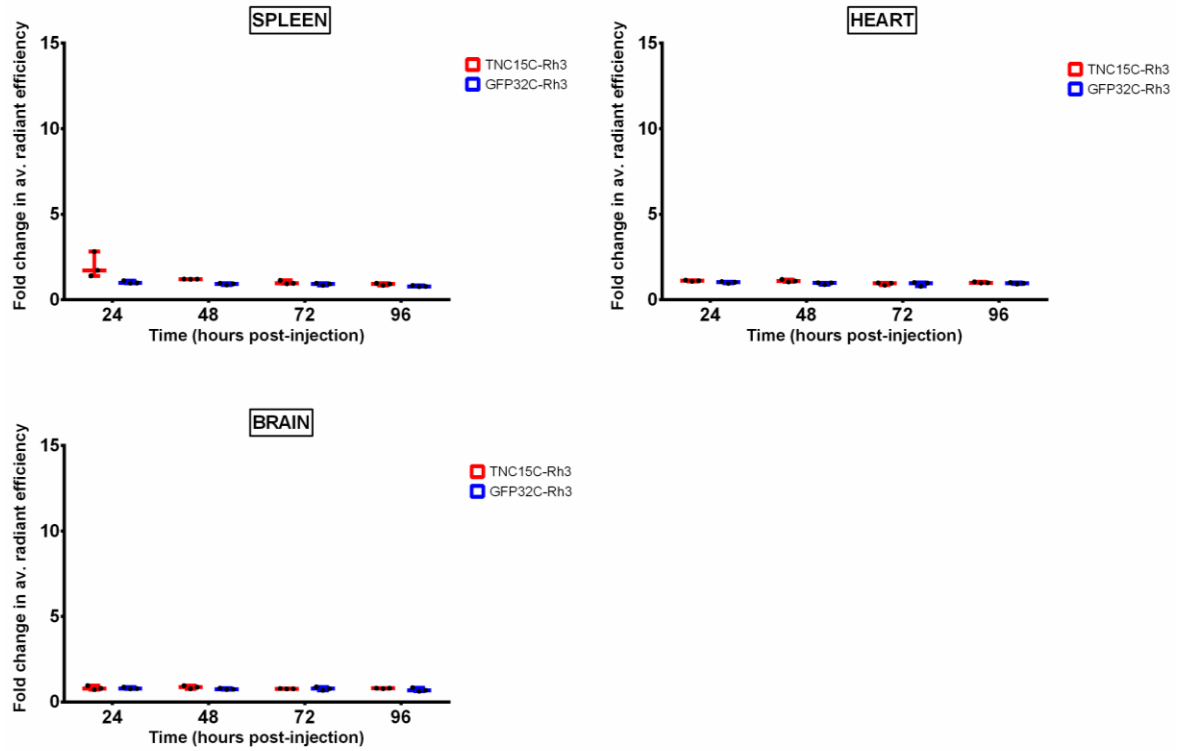 SPLEEN
Fold change in av. radiant efficiency
15
10
5
0
24 48 72 96
Time (hours post-injection)
TNC15C-Rh3
GFP32C-Rh3
HEART
Fold change in av. radiant efficiency
15
10
5
0
24 48 72 96
Time (hours post-injection)
TNC15C-Rh3
GFP32C-Rh3
BRAIN
Fold change in av. radiant efficiency
15
10
5
0
24 48 72 96
Time (hours post-injection)
TNC15C-Rh3
GFP32C-Rh3